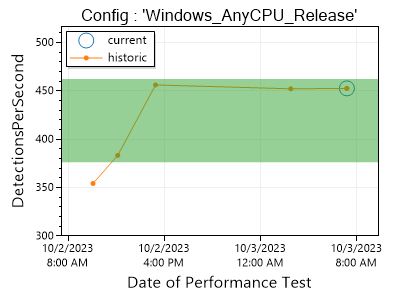 Config : 'Windows_AnyCPU_Release'
current
historic
DetectionsPerSecond
500
450
400
350
300
10/2/2023 10/2/2023 10/3/2023 10/3/2023
8:00 AM 4:00 PM 12:00 AM 8:00 AM
Date of Performance Test